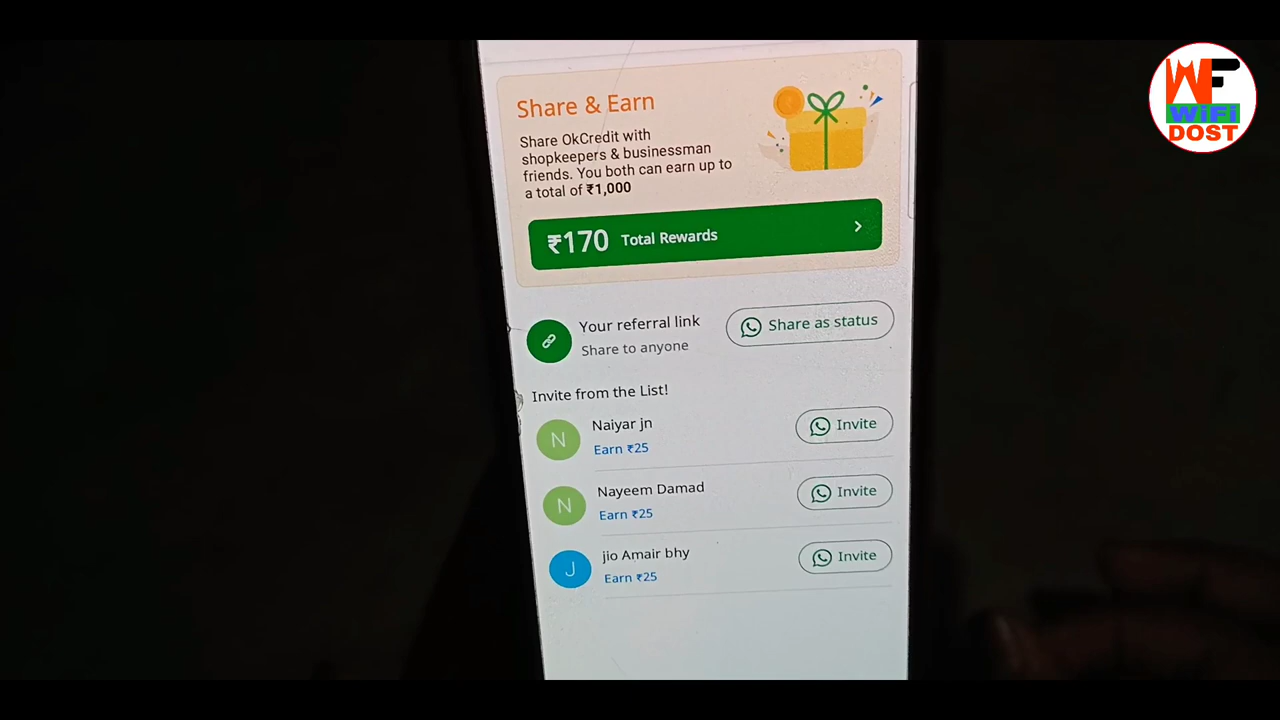 WF
WiFi
DOST
Share & Earn
Share OkCredit with
shopkeepers & businessman
friends. You both can earn up to
a total of ₹1,000
₹170 Total Rewards
Your referral link
Share to anyone
Share as status
Invite from the List!
N
Naiyar jn
Earn ₹25
Invite
N
Nayeem Damad
Earn ₹25
Invite
J
jio Amair bhy
Earn ₹25
Invite